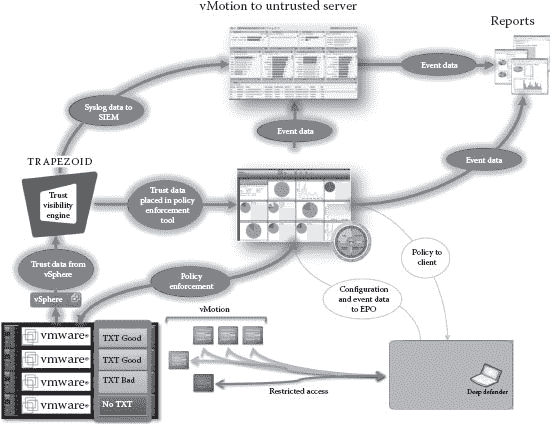 vMotion to untrusted server
Reports
Event data
Syslog data to
SIEM
Event data
Event data
TRAPEZOID
Trust
visibility
engine
Trust data
placed in policy
enforcement
tool
Policy to
client
Trust data from
vSphere
Policy
enforcement
Configuration
and event data
to EPO
vSphere
vMotion
vmware®
TXT Good
vmware®
TXT Good
vmware®
TXT Bad
vmware®
No TXT
Restricted access
Deep defender